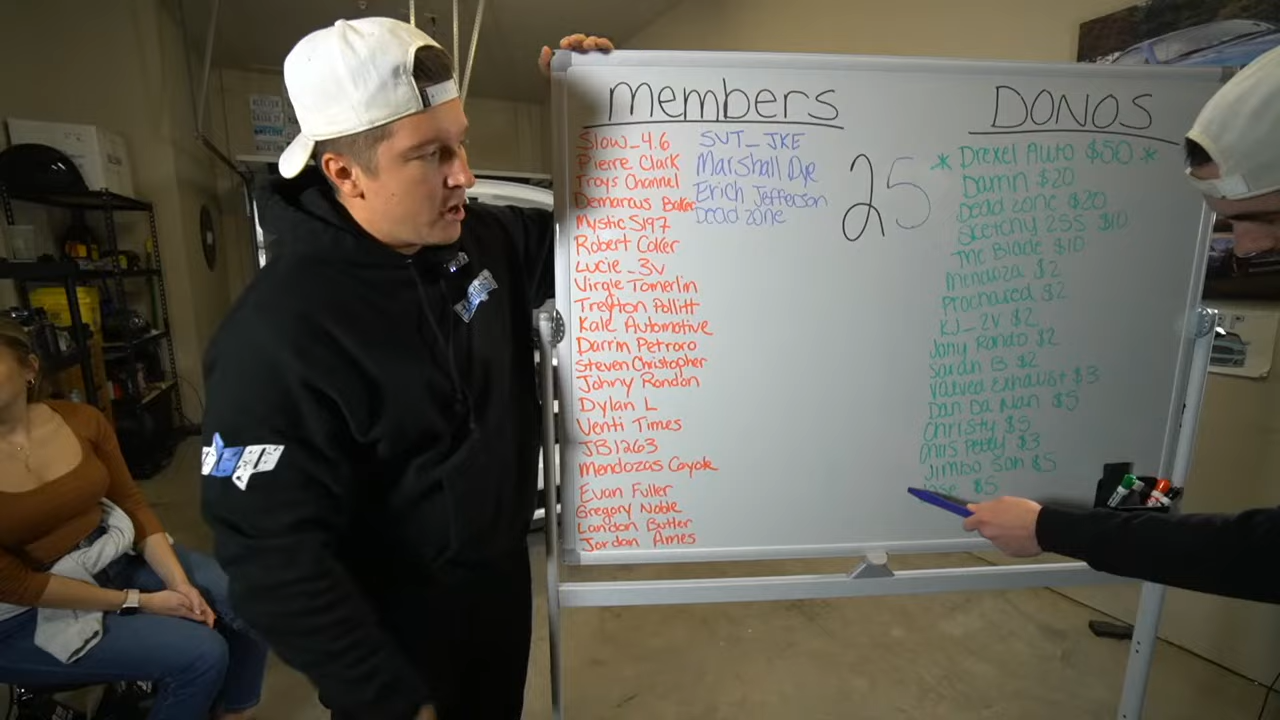 Members
Slow_4.6
Pierre Clark
Troys Channel
Demarcus Baker
Mystic S197
Robert Coker
Lucie_3v
Virgle Tomerlin
Treyton Pollitt
Kale Automotive
Darrin Petroro
Steven Christopher
Johny Rondon
Dylan L
Venti Times
JB1263
Mendozas Coyote
Evan Fuller
Gregory Noble
Landon Butler
Jordan Ames
SVT_JKE
Marshall Dye
Erich Jefferson
Dead zone
25
DONOS
* Drexel Auto $50 *
Damn $20
Dead zone $20
Sketchy 2SS $10
The Blade $10
Mendoza $2
Procharged $2
KJ_2V $2
Jony Rondo $2
Sarah B $2
Valved Exhaust $3
Dan Da Man $5
Christy $5
Chris Petty $3
Jimbo Son $5
$5